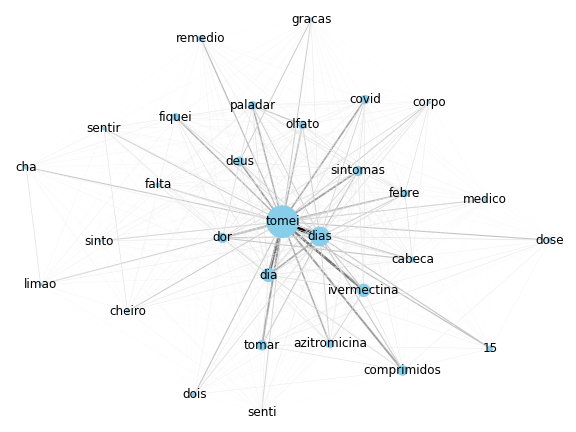 gracas
remedio
covid
corpo
paladar
fiquei
olfato
sentir
deus
cha
sintomas
falta
febre
medico
tomei
dias
dor
sinto
dose
cabeca
dia
limao
ivermectina
cheiro
tomar
azitromicina
15
comprimidos
dois
senti